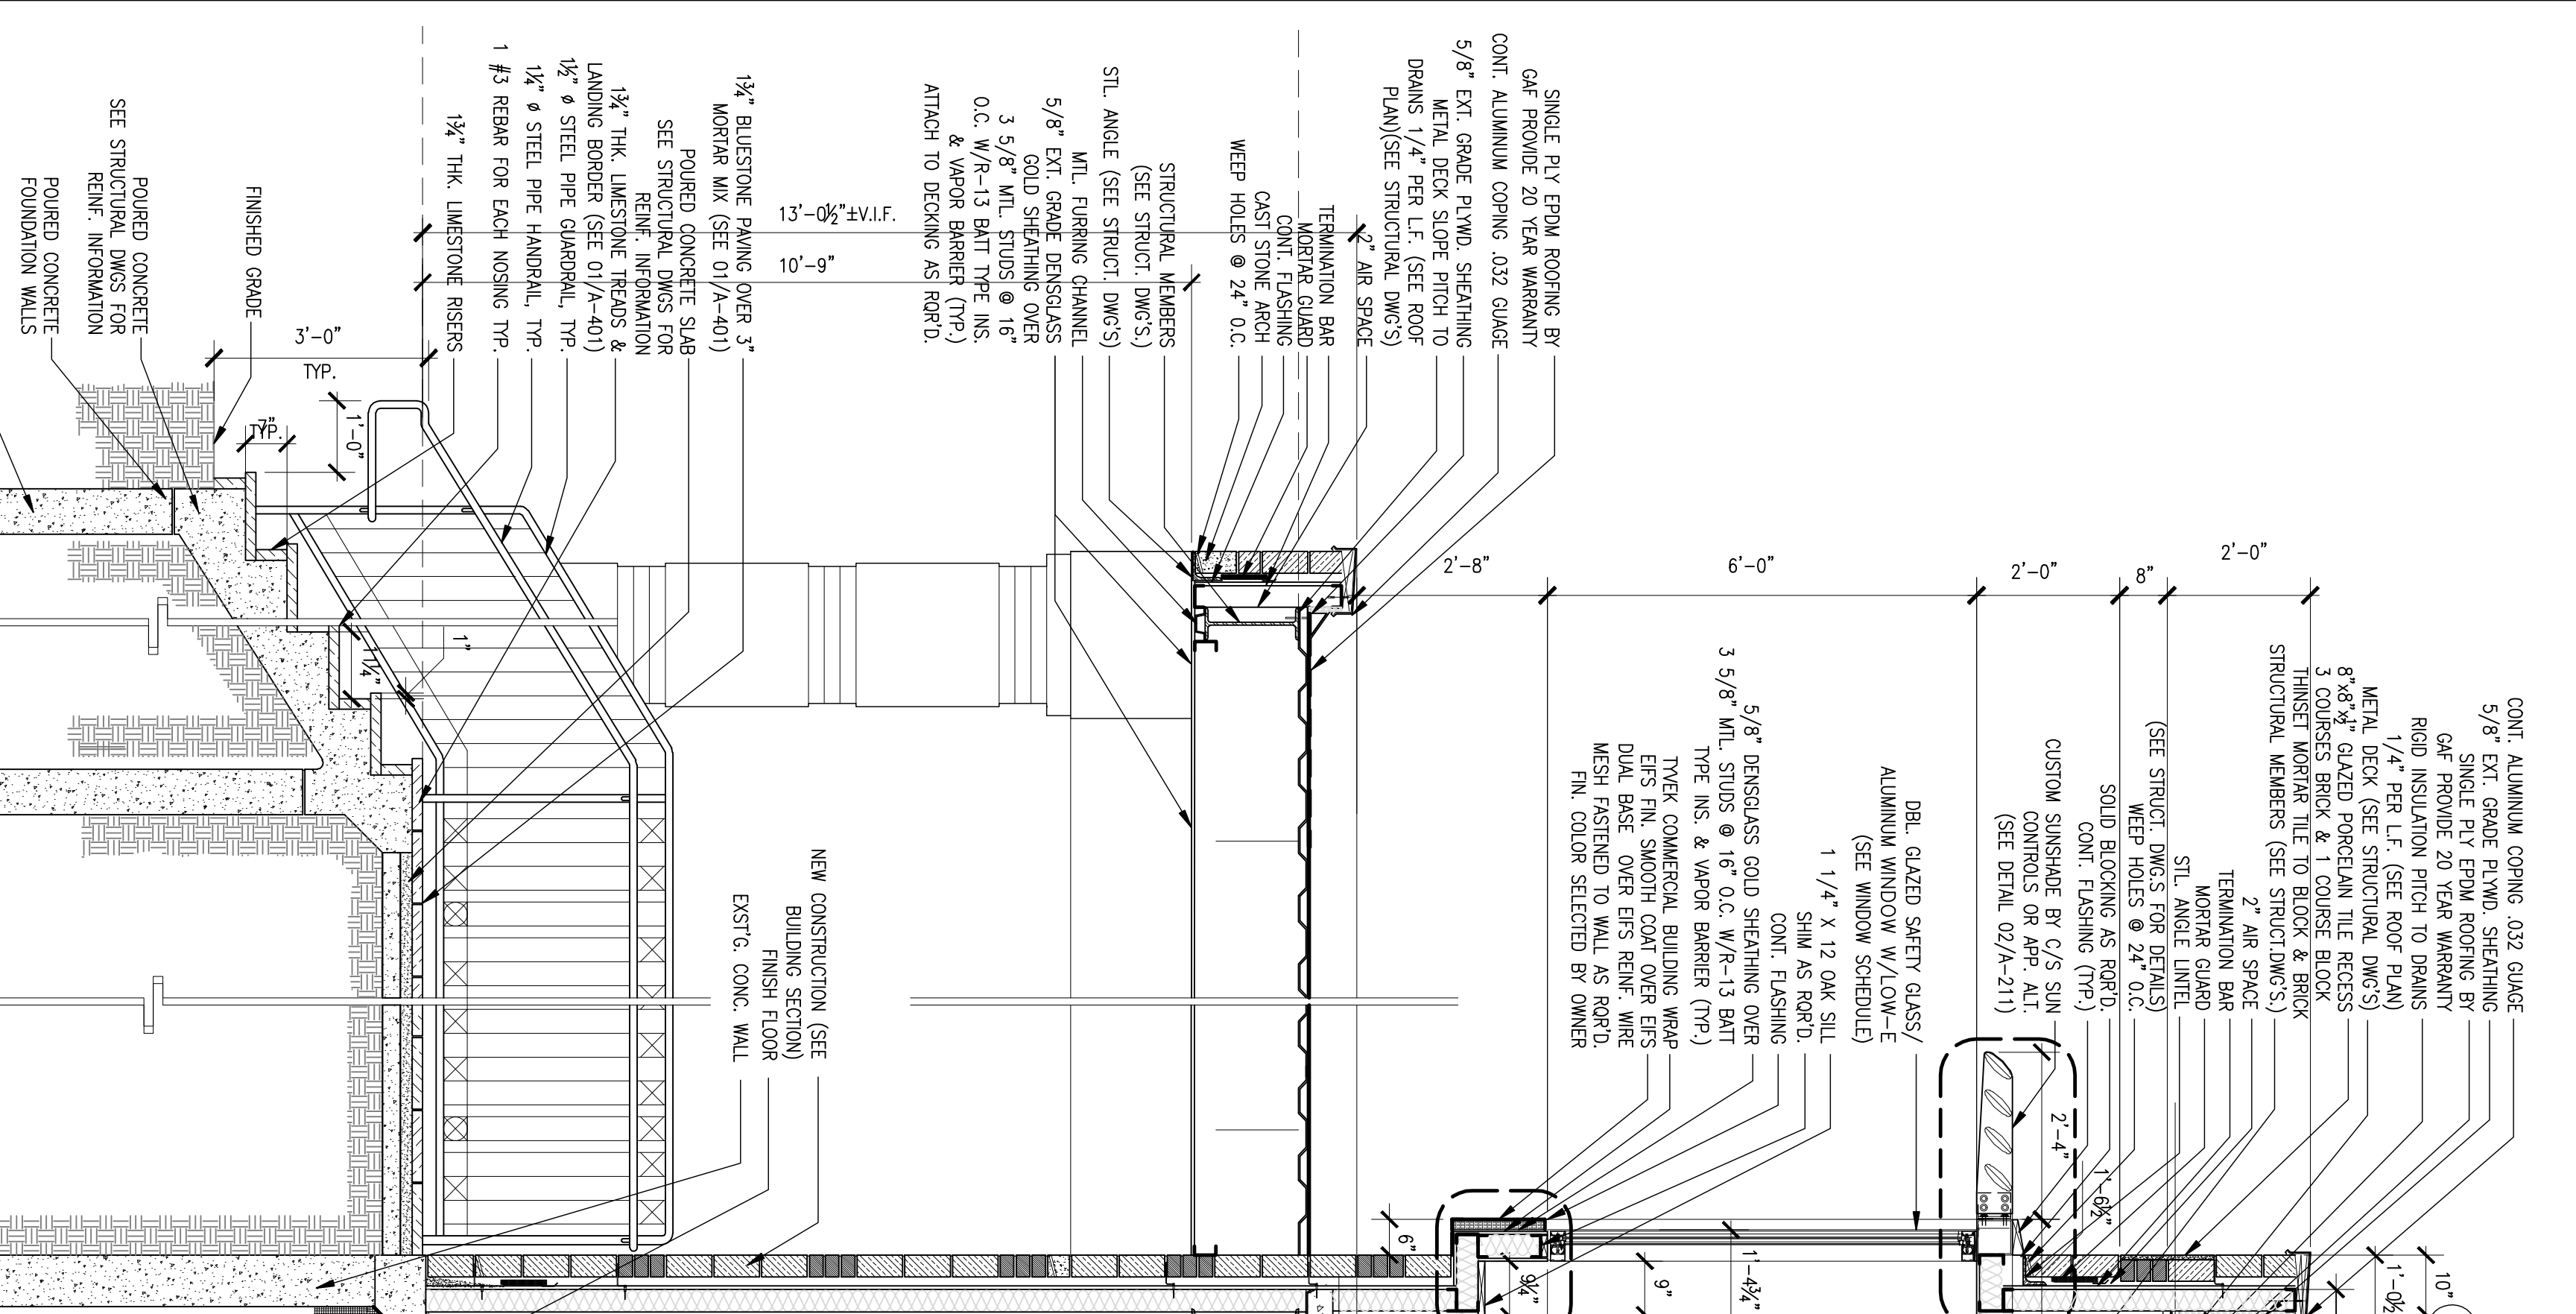 SINGLE PLY EPDM ROOFING BY
GAF PROVIDE 20 YEAR WARRANTY
CONT. ALUMINUM COPING .032 GUAGE
5/8" EXT. GRADE PLYWD. SHEATHING
METAL DECK SLOPE PITCH TO
DRAINS 1/4" PER L.F. (SEE ROOF
PLAN)(SEE STRUCTURAL DWG'S)
2" AIR SPACE
TERMINATION BAR
MORTAR GUARD
CONT. FLASHING
CAST STONE ARCH
WEEP HOLES @ 24" O.C.
STRUCTURAL MEMBERS
(SEE STRUCT. DWG'S.)
STL. ANGLE (SEE STRUCT. DWG'S)
MTL. FURRING CHANNEL
5/8" EXT. GRADE DENSGLASS
GOLD SHEATHING OVER
3 5/8" MTL. STUDS @ 16"
O.C. W/R-13 BATT TYPE INS.
& VAPOR BARRIER (TYP.)
ATTACH TO DECKING AS RQR'D.
13'-0½"±V.I.F.
10'-9"
1¾" BLUESTONE PAVING OVER 3"
MORTAR MIX (SEE 01/A-401)
POURED CONCRETE SLAB
SEE STRUCTURAL DWGS FOR
REINF. INFORMATION
1¾" THK. LIMESTONE TREADS &
LANDING BORDER (SEE 01/A-401)
1½" ø STEEL PIPE GUARDRAIL, TYP.
1¼" ø STEEL PIPE HANDRAIL, TYP.
1 #3 REBAR FOR EACH NOSING TYP.
1¾" THK. LIMESTONE RISERS
3'-0"
TYP.
FINISHED GRADE
POURED CONCRETE
SEE STRUCTURAL DWGS FOR
REINF. INFORMATION
POURED CONCRETE
FOUNDATION WALLS
1'-0"
7"
TYP.
1"
11¼"
2'-8"
6'-0"
2'-0"
8"
2'-0"
CONT. ALUMINUM COPING .032 GUAGE
5/8" EXT. GRADE PLYWD. SHEATHING
SINGLE PLY EPDM ROOFING BY
GAF PROVIDE 20 YEAR WARRANTY
RIGID INSULATION PITCH TO DRAINS
1/4" PER L.F. (SEE ROOF PLAN)
METAL DECK (SEE STRUCTURAL DWG'S)
8"x8"x½" GLAZED PORCELAIN TILE RECESS
3 COURSES BRICK & 1 COURSE BLOCK
THINSET MORTAR TILE TO BLOCK & BRICK
STRUCTURAL MEMBERS (SEE STRUCT.DWG'S.)
2" AIR SPACE
TERMINATION BAR
MORTAR GUARD
STL. ANGLE LINTEL
(SEE STRUCT. DWG.S FOR DETAILS)
WEEP HOLES @ 24" O.C.
SOLID BLOCKING AS RQR'D.
CONT. FLASHING (TYP.)
CUSTOM SUNSHADE BY C/S SUN
CONTROLS OR APP. ALT.
(SEE DETAIL 02/A-211)
DBL. GLAZED SAFETY GLASS/
ALUMINUM WINDOW W/LOW-E
(SEE WINDOW SCHEDULE)
1 1/4" X 12 OAK SILL
SHIM AS RQR'D.
CONT. FLASHING
5/8" DENSGLASS GOLD SHEATHING OVER
3 5/8" MTL. STUDS @ 16" O.C. W/R-13 BATT
TYPE INS. & VAPOR BARRIER (TYP.)
TYVEK COMMERCIAL BUILDING WRAP
EIFS FIN. SMOOTH COAT OVER EIFS
DUAL BASE OVER EIFS REINF. WIRE
MESH FASTENED TO WALL AS RQR'D.
FIN. COLOR SELECTED BY OWNER
NEW CONSTRUCTION (SEE
BUILDING SECTION)
FINISH FLOOR
EXST'G. CONC. WALL
2'-4"
1'-6½"
6"
9¼"
9"
1'-4¾"
10"